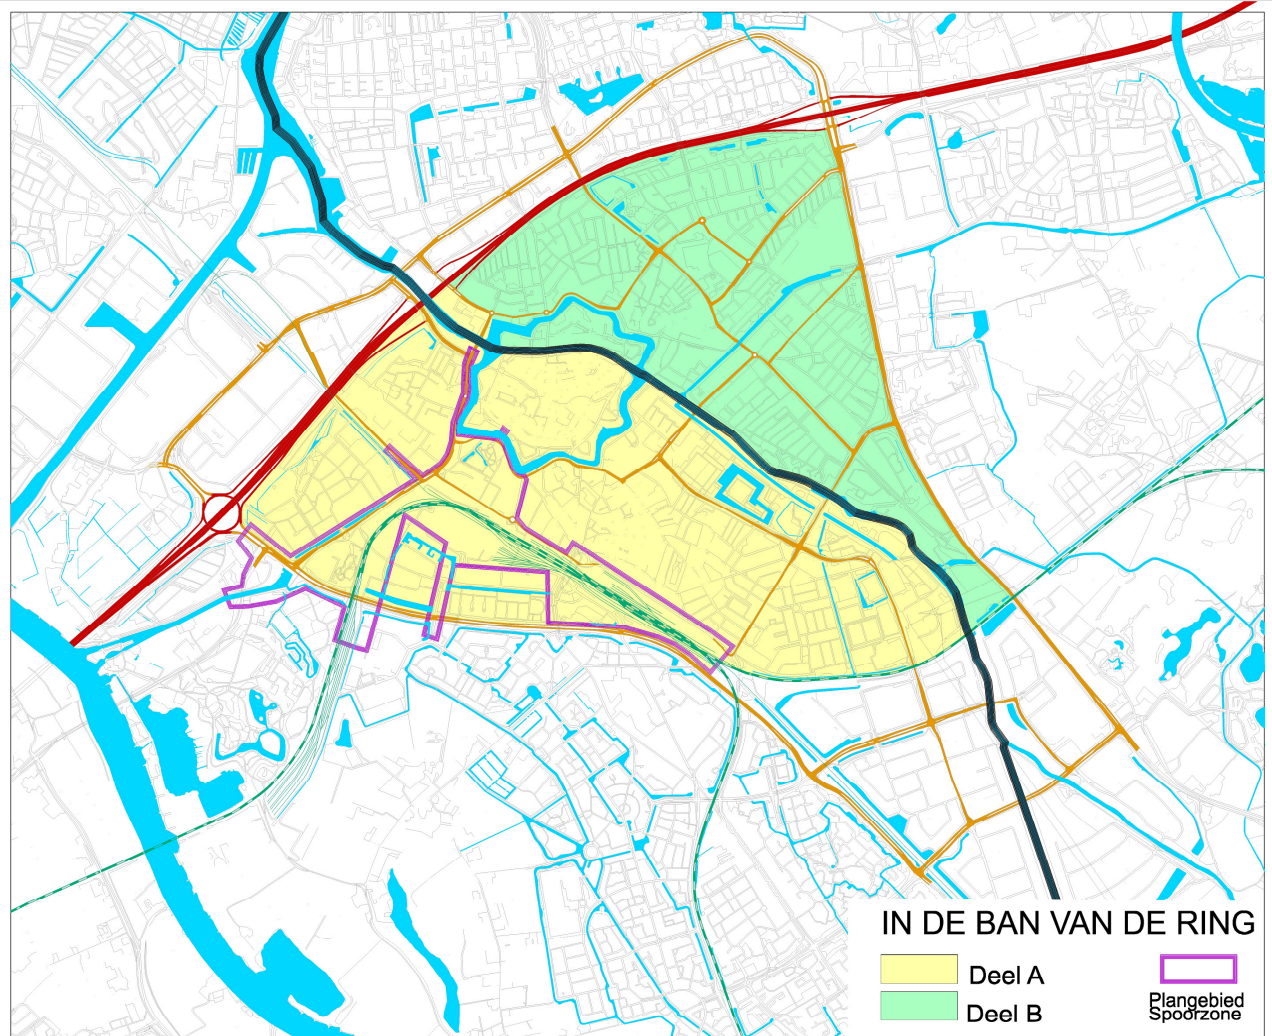 IN DE BAN VAN DE RING
Deel A
Deel B
Plangebied
Spoorzone